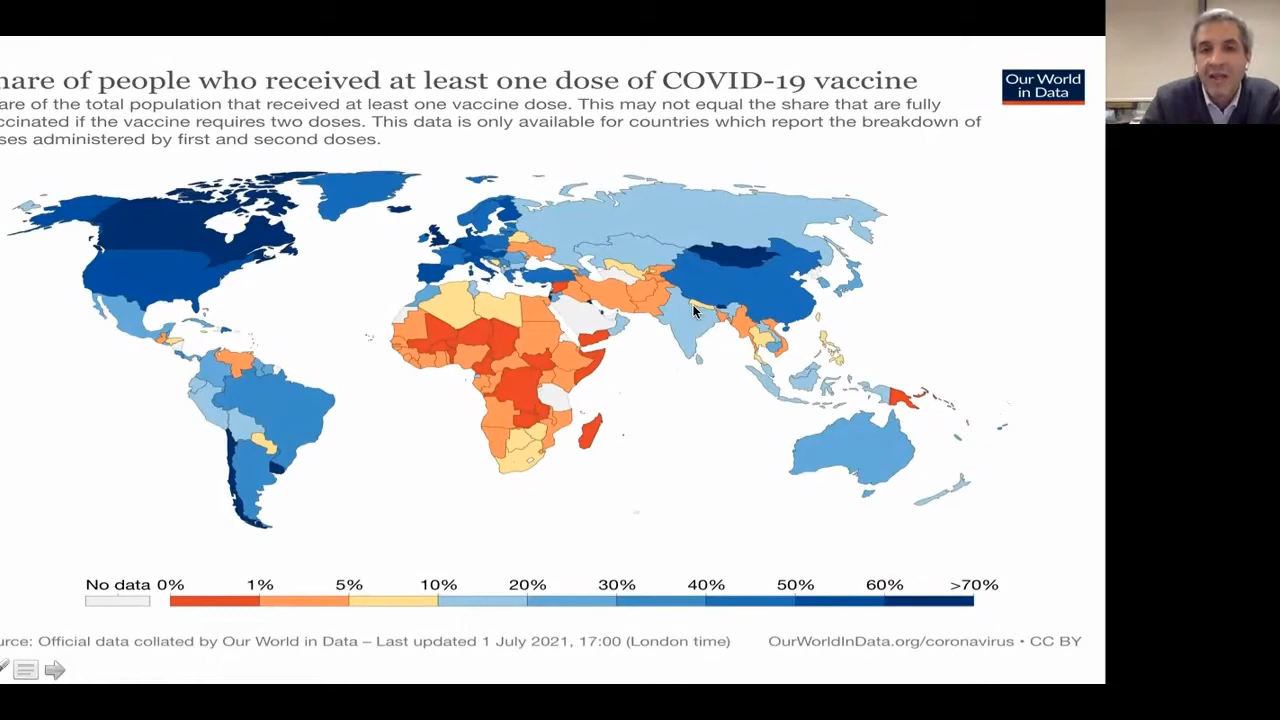 hare of people who received at least one dose of COVID-19 vaccine
are of the total population that received at least one vaccine dose. This may not equal the share that are fully
ccinated if the vaccine requires two doses. This data is only available for countries which report the breakdown of
ses administered by first and second doses.
Our World
in Data
No data 0% 1% 5% 10% 20% 30% 40% 50% 60% >70%
urce: Official data collated by Our World in Data – Last updated 1 July 2021, 17:00 (London time) OurWorldInData.org/coronavirus • CC BY